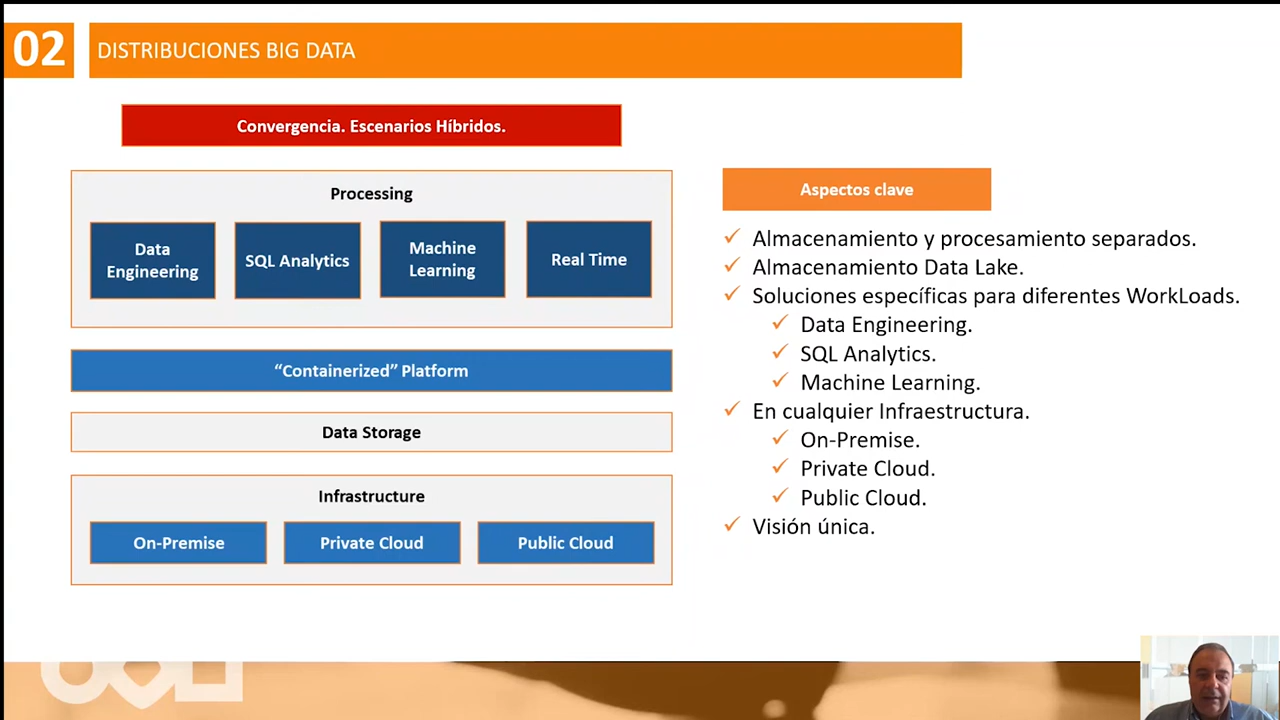 02
DISTRIBUCIONES BIG DATA
Convergencia. Escenarios Híbridos.
Processing
Data
Engineering
SQL Analytics
Machine
Learning
Real Time
“Containerized” Platform
Data Storage
Infrastructure
On-Premise
Private Cloud
Public Cloud
Aspectos clave
Almacenamiento y procesamiento separados.
Almacenamiento Data Lake.
Soluciones específicas para diferentes WorkLoads.
Data Engineering.
SQL Analytics.
Machine Learning.
En cualquier Infraestructura.
On-Premise.
Private Cloud.
Public Cloud.
Visión única.